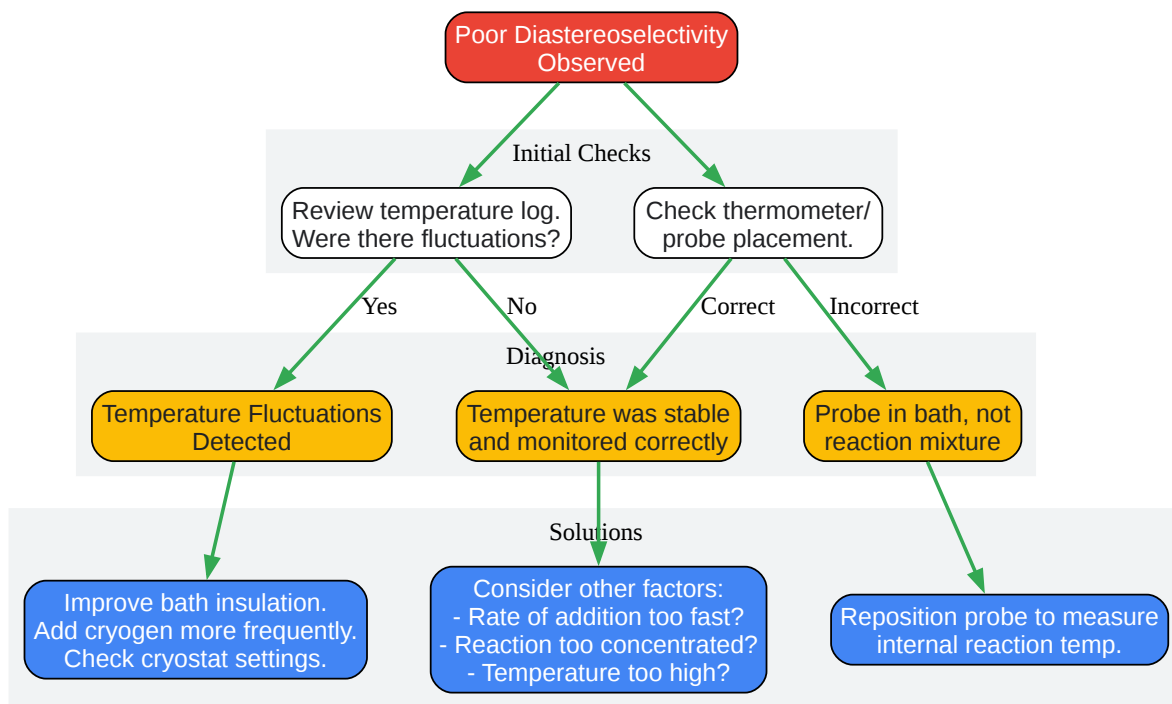 Poor Diastereoselectivity
Observed
Initial Checks
Review temperature log.
Were there fluctuations?
Check thermometer/
probe placement.
Yes
No
Correct
Incorrect
Diagnosis
Temperature Fluctuations
Detected
Temperature was stable
and monitored correctly
Probe in bath, not
reaction mixture
Solutions
Improve bath insulation.
Add cryogen more frequently.
Check cryostat settings.
Consider other factors:
- Rate of addition too fast?
- Reaction too concentrated?
- Temperature too high?
Reposition probe to measure
internal reaction temp.